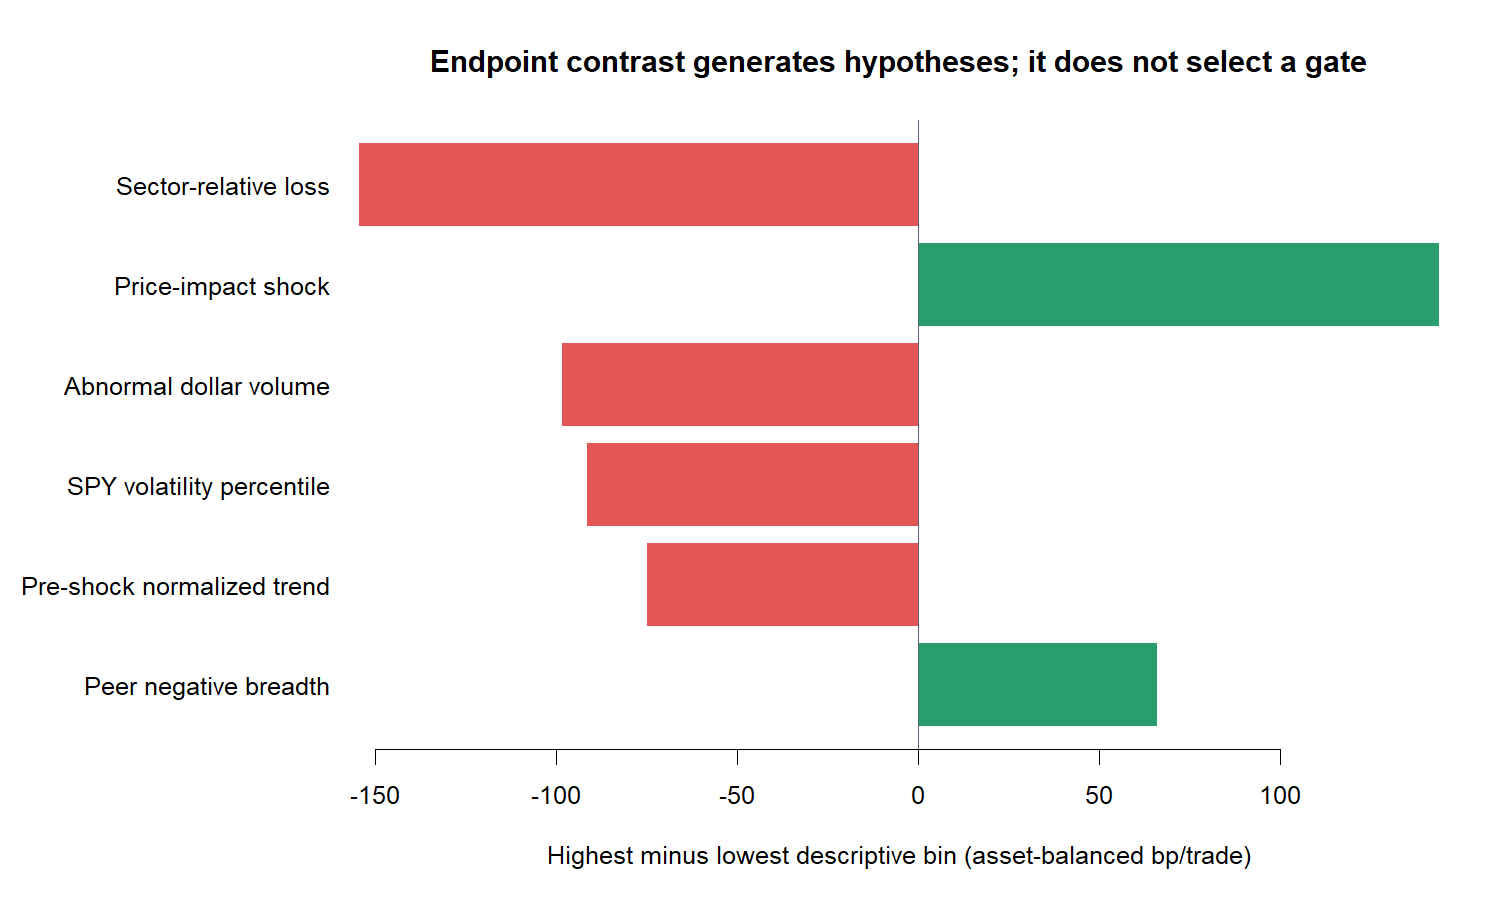 Endpoint contrast generates hypotheses; it does not select a gate
Sector-relative loss
Price-impact shock
Abnormal dollar volume
SPY volatility percentile
Pre-shock normalized trend
Peer negative breadth
-150 -100 -50 0 50 100
Highest minus lowest descriptive bin (asset-balanced bp/trade)